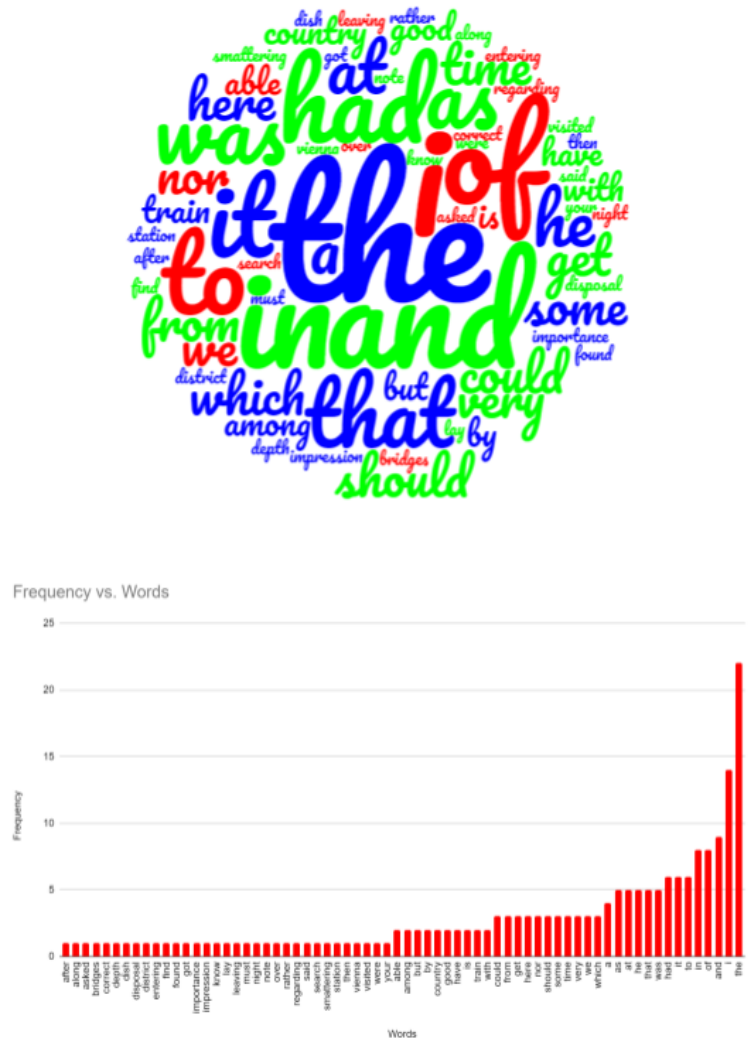 dish leaving rather
country good along
smattering got at time entering
able note regarding
here had as
was vienna over know correct were visited
then
i of have
nor said
with
train it the asked is he your night
station
after to search a get
find must disposal
from in and some
we importance
found
district which that but could
very
among lay by
depth impression bridges
should
Frequency vs. Words
25
20
15
10
5
0
Frequency
after along asked bridges correct depth dish disposal district entering find found got importance impression know lay leaving must night note over rather regarding said search smattering station then vienna visited were your able among but by country good have is train with could from get here nor should some time very we which a as at he that was had it to in of and I the
Words